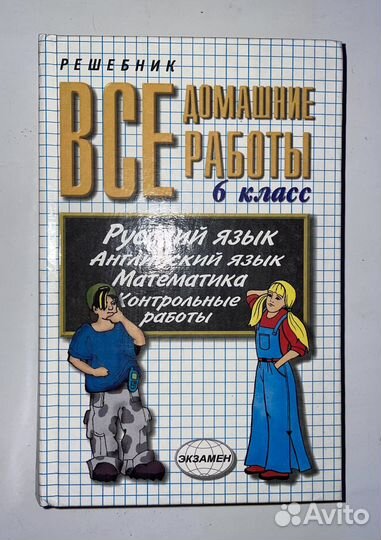 РЕШЕБНИК
ВСЕ ДОМАШНИЕ
РАБОТЫ
6 класс
Русский язык
Английский язык
Математика
Контрольные
работы
ЭКЗАМЕН
Avito